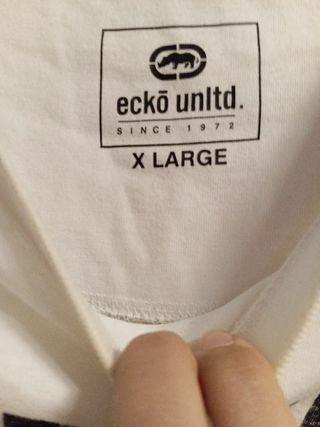 eckō unltd.
SINCE 1972
X LARGE